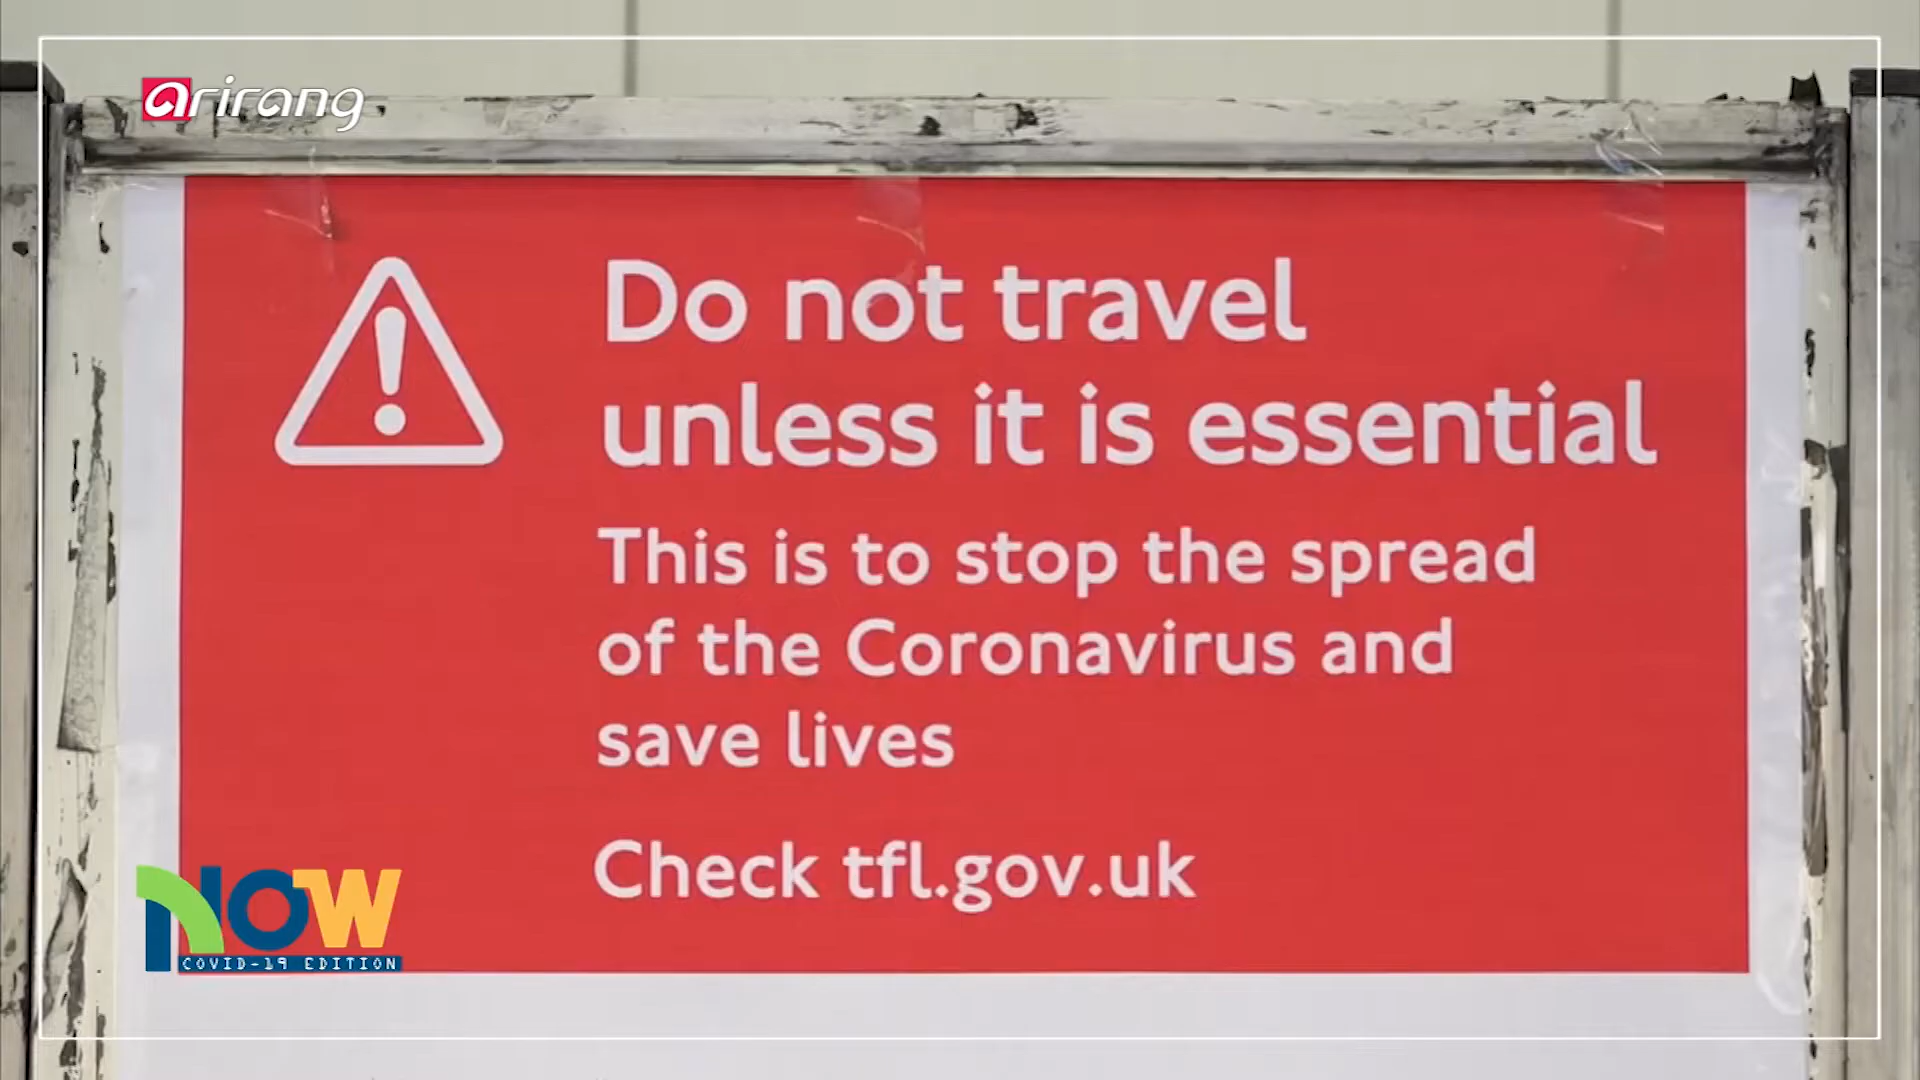 arirang
Do not travel
unless it is essential
This is to stop the spread
of the Coronavirus and
save lives
Check tfl.gov.uk
NOW
COVID-19 EDITION